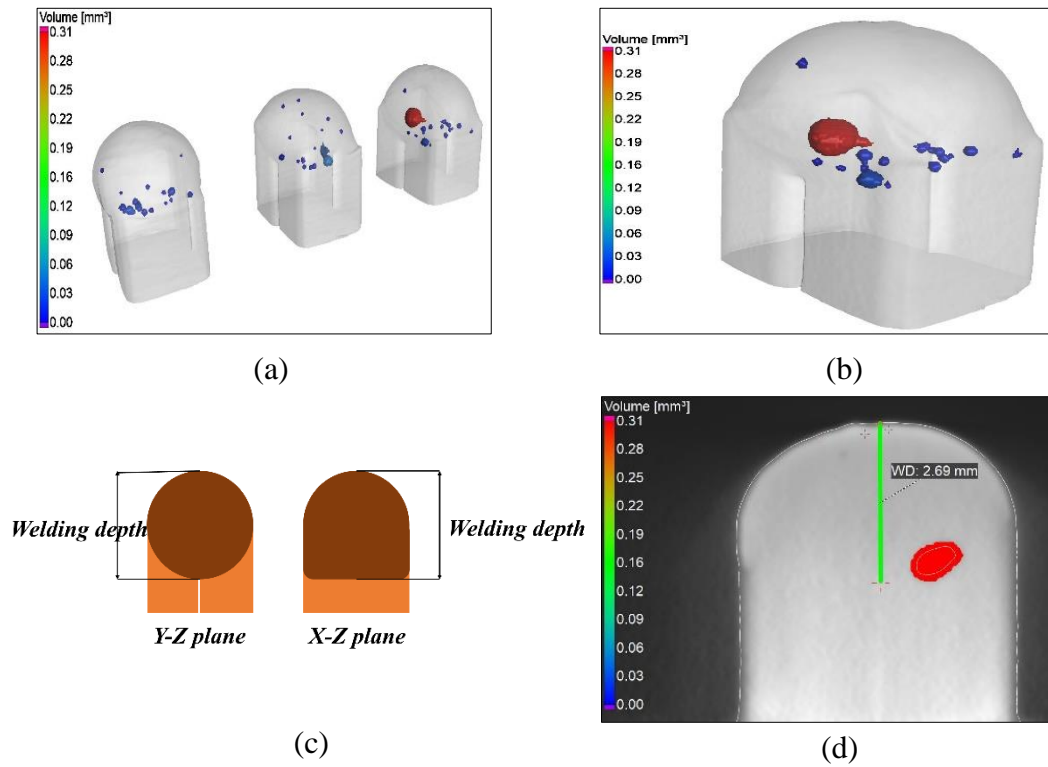 Volume [mm³]
0.31
0.28
0.25
0.22
0.19
0.16
0.12
0.09
0.06
0.03
0.00
(a)
Volume [mm³]
0.31
0.28
0.25
0.22
0.19
0.16
0.12
0.09
0.06
0.03
0.00
(b)
Welding depth
Welding depth
Y-Z plane
X-Z plane
(c)
Volume [mm³]
0.31
0.28
0.25
0.22
0.19
0.16
0.12
0.09
0.06
0.03
0.00
WD: 2.69 mm
(d)